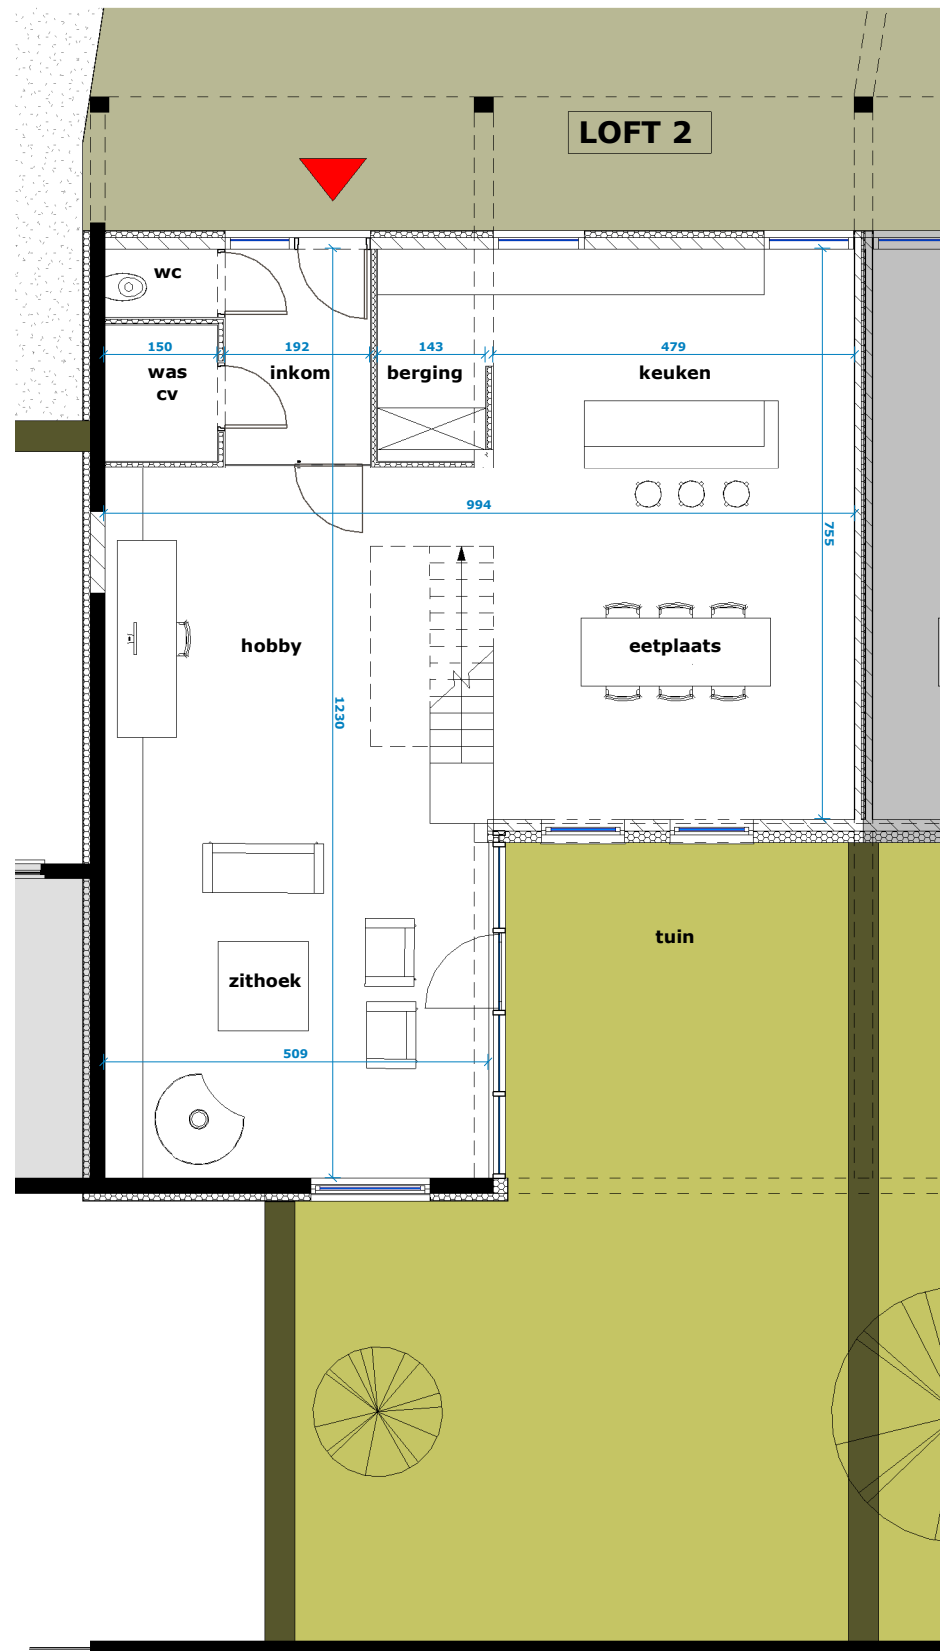 LOFT 2
wc
150
192
143
479
was
cv
inkom
berging
keuken
994
755
hobby
eetplaats
1230
tuin
zithoek
509